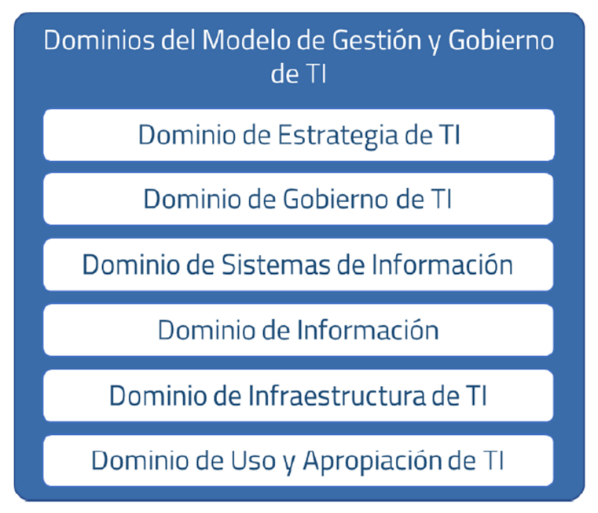 Dominios del Modelo de Gestión y Gobierno
de TI
Dominio de Estrategia de TI
Dominio de Gobierno de TI
Dominio de Sistemas de Información
Dominio de Información
Dominio de Infraestructura de TI
Dominio de Uso y Apropiación de TI